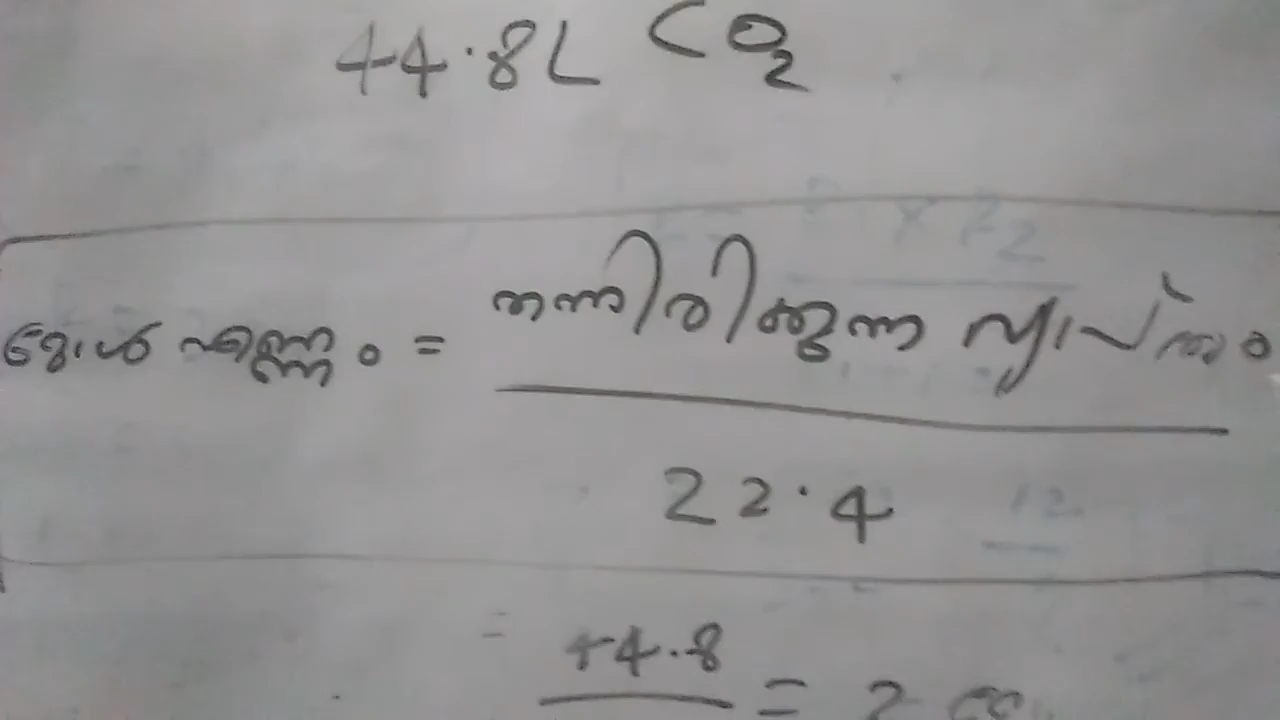 44.8L CO2
മോൾ എണ്ണം = തന്നിരിക്കുന്ന വ്യാപ്തം
22.4
= 44.8 = 2